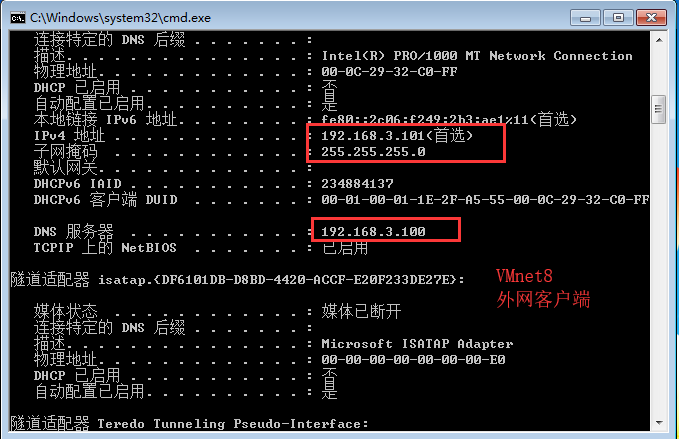 C:\Windows\system32\cmd.exe
连接特定的 DNS 后缀 . . . . . . . :
描述. . . . . . . . . . . . . . . : Intel(R) PRO/1000 MT Network Connection
物理地址. . . . . . . . . . . . . : 00-0C-29-32-C0-FF
DHCP 已启用 . . . . . . . . . . . : 否
自动配置已启用. . . . . . . . . . : 是
本地链接 IPv6 地址. . . . . . . . : fe80::2c06:f249:2b3:ae1%11(首选)
IPv4 地址 . . . . . . . . . . . . : 192.168.3.101(首选)
子网掩码 . . . . . . . . . . . . : 255.255.255.0
默认网关. . . . . . . . . . . . . :
DHCPv6 IAID . . . . . . . . . . . : 234884137
DHCPv6 客户端 DUID . . . . . . . : 00-01-00-01-1E-2F-A5-55-00-0C-29-32-C0-FF
DNS 服务器 . . . . . . . . . . . : 192.168.3.100
TCPIP 上的 NetBIOS . . . . . . . : 已启用
隧道适配器 isatap.{DF6101DB-D8BD-4420-ACCF-E20F233DE27E}:
VMnet8
外网客户端
媒体状态 . . . . . . . . . . . . : 媒体已断开
连接特定的 DNS 后缀 . . . . . . . :
描述. . . . . . . . . . . . . . . : Microsoft ISATAP Adapter
物理地址. . . . . . . . . . . . . : 00-00-00-00-00-00-00-E0
DHCP 已启用 . . . . . . . . . . . : 否
自动配置已启用. . . . . . . . . . : 是
隧道适配器 Teredo Tunneling Pseudo-Interface: